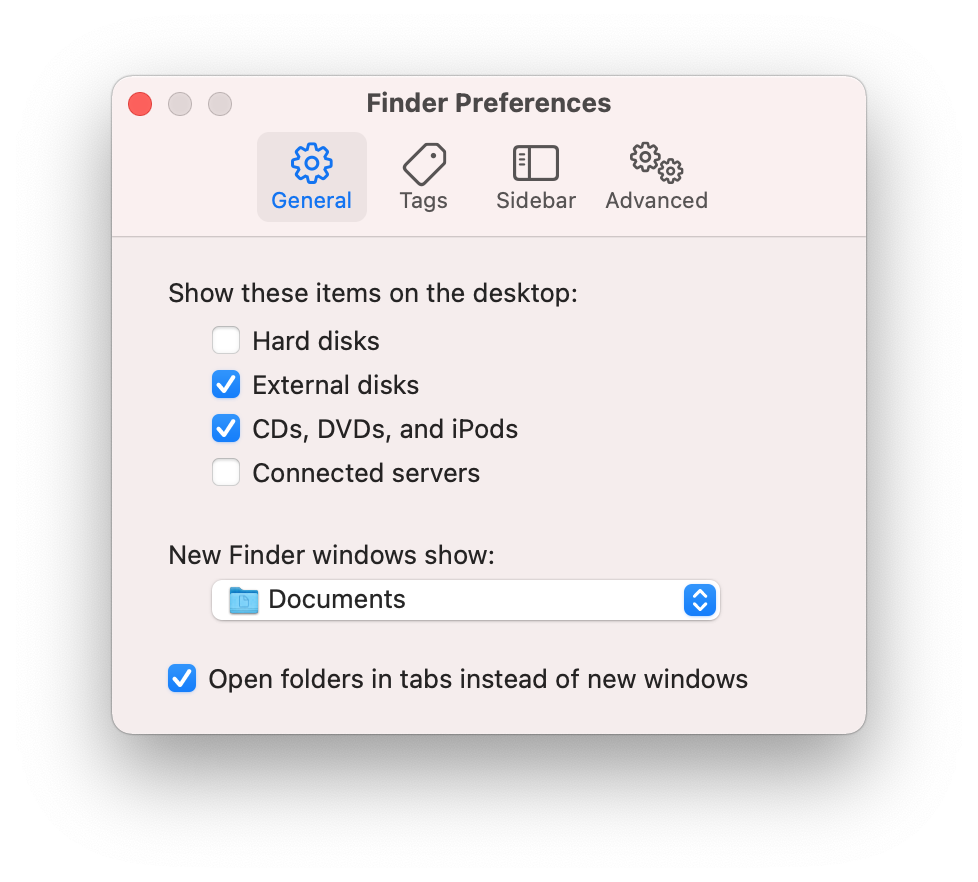 Finder Preferences
General Tags Sidebar Advanced
Show these items on the desktop:
Hard disks
External disks
CDs, DVDs, and iPods
Connected servers
New Finder windows show:
Documents
Open folders in tabs instead of new windows